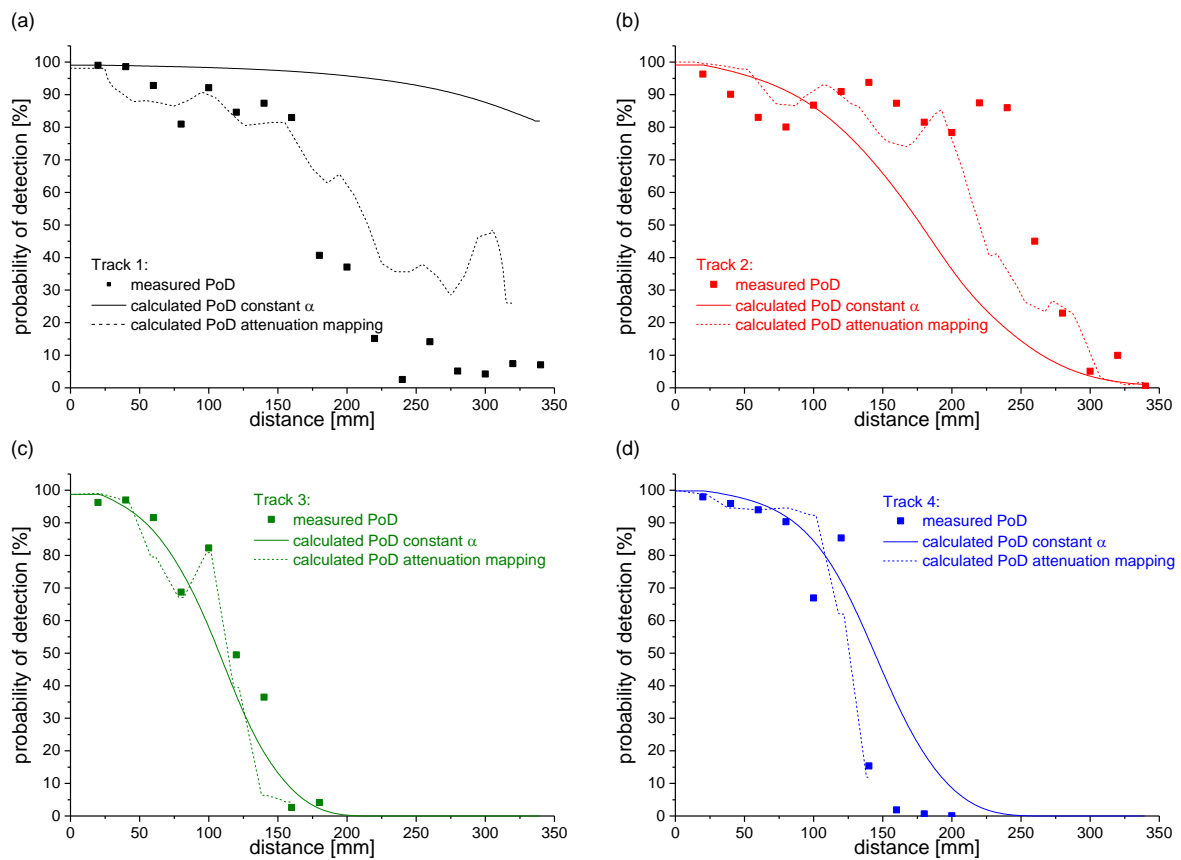 (a)
probability of detection [%]
100
90
80
70
60
50
40
30
20
10
0
Track 1:
measured PoD
calculated PoD constant α
calculated PoD attenuation mapping
0 50 100 150 200 250 300 350
distance [mm]
(b)
probability of detection [%]
100
90
80
70
60
50
40
30
20
10
0
Track 2:
measured PoD
calculated PoD constant α
calculated PoD attenuation mapping
0 50 100 150 200 250 300 350
distance [mm]
(c)
probability of detection [%]
100
90
80
70
60
50
40
30
20
10
0
Track 3:
measured PoD
calculated PoD constant α
calculated PoD attenuation mapping
0 50 100 150 200 250 300 350
distance [mm]
(d)
probability of detection [%]
100
90
80
70
60
50
40
30
20
10
0
Track 4:
measured PoD
calculated PoD constant α
calculated PoD attenuation mapping
0 50 100 150 200 250 300 350
distance [mm]